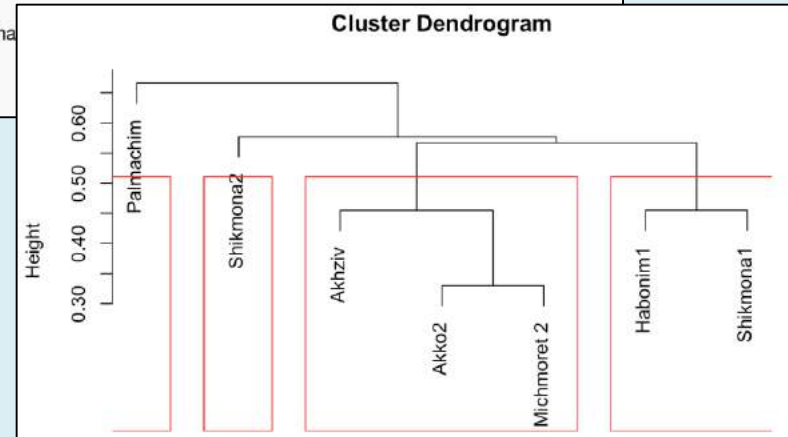 Cluster Dendrogram
Height
0.60
0.50
0.40
0.30
Palmachim
Shikmona2
Akhziv
Akko2
Michmoret 2
Habonim1
Shikmona1